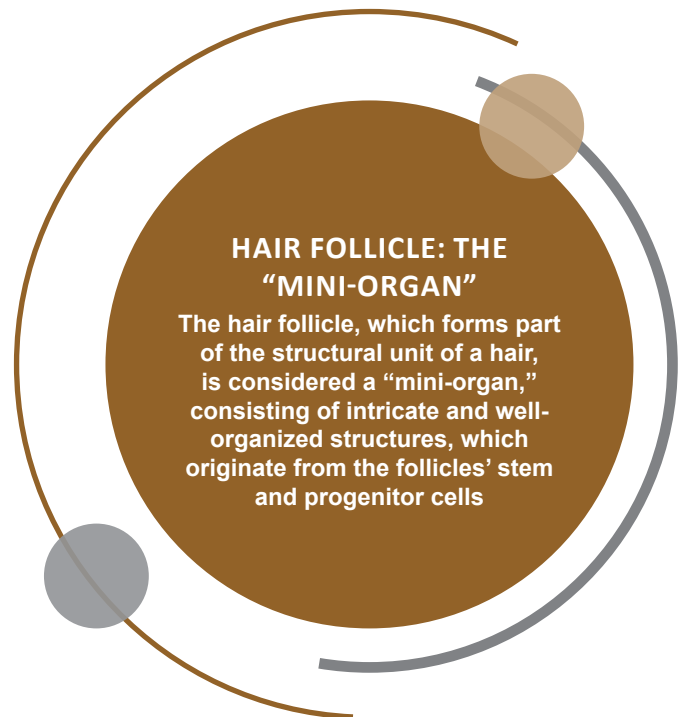 HAIR FOLLICLE: THE
“MINI-ORGAN”
The hair follicle, which forms part
of the structural unit of a hair,
is considered a “mini-organ,”
consisting of intricate and well-
organized structures, which
originate from the follicles’ stem
and progenitor cells